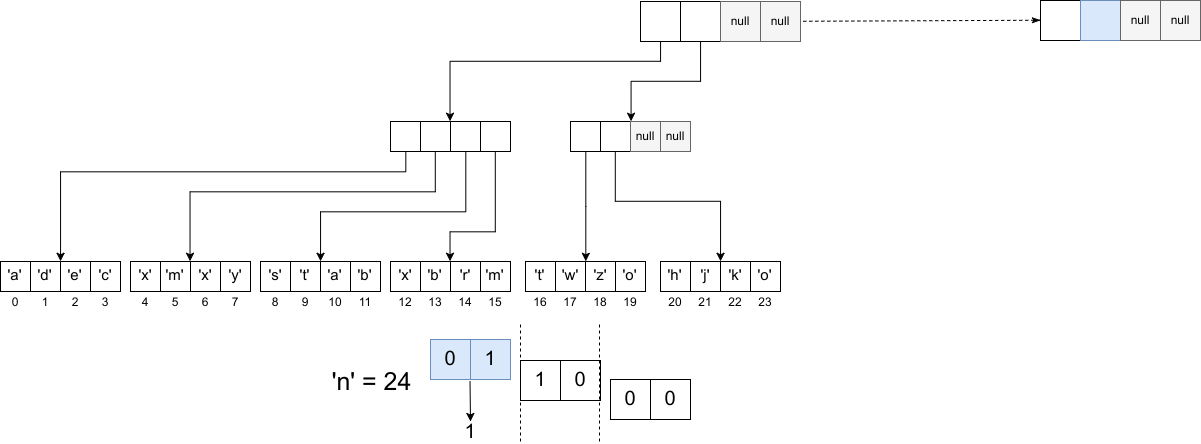 null null null null
null null
'a' 'd' 'e' 'c' 'x' 'm' 'x' 'y' 's' 't' 'a' 'b' 'x' 'b' 'r' 'm' 't' 'w' 'z' 'o' 'h' 'j' 'k' 'o'
0 1 2 3 4 5 6 7 8 9 10 11 12 13 14 15 16 17 18 19 20 21 22 23
'n' = 24 0 1 1 0 0 0
1